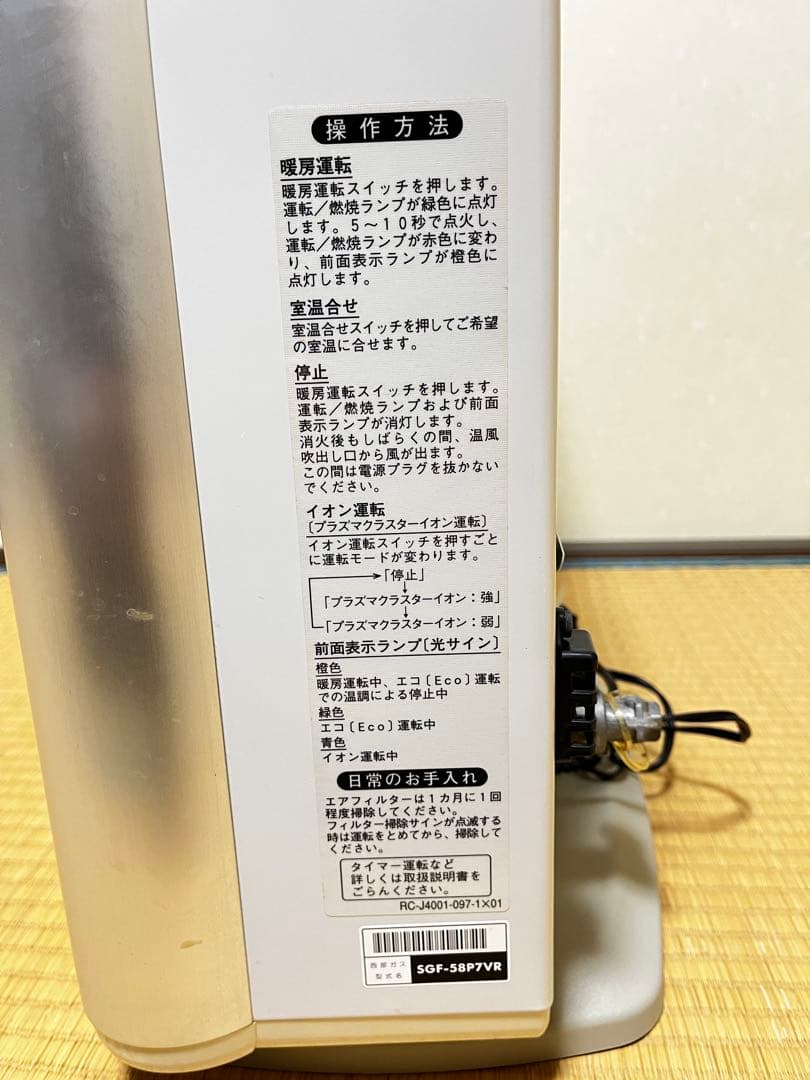 操作方法
暖房運転
暖房運転スイッチを押します。
運転／燃焼ランプが緑色に点灯
します。5～10秒で点火し、
運転／燃焼ランプが赤色に変わ
り、前面表示ランプが橙色に
点灯します。
室温合せ
室温合せスイッチを押してご希望
の室温に合せます。
停止
暖房運転スイッチを押します。
運転／燃焼ランプおよび前面
表示ランプが消灯します。
消火後もしばらくの間、温風
吹出し口から風が出ます。
この間は電源プラグを抜かない
でください。
イオン運転
〔プラズマクラスターイオン運転〕
イオン運転スイッチを押すごと
に運転モードが変わります。
→「停止」
↓
「プラズマクラスターイオン：強」
↓
「プラズマクラスターイオン：弱」
前面表示ランプ〔光サイン〕
橙色
暖房運転中、エコ〔Eco〕運転
での温調による停止中
緑色
エコ〔Eco〕運転中
青色
イオン運転中
日常のお手入れ
エアフィルターは1カ月に1回
程度掃除してください。
フィルター掃除サインが点滅する
時は運転をとめてから、掃除して
ください。
タイマー運転など
詳しくは取扱説明書を
ごらんください。
RC-J4001-097-1×01
西部ガス
型式名
SGF-58P7VR